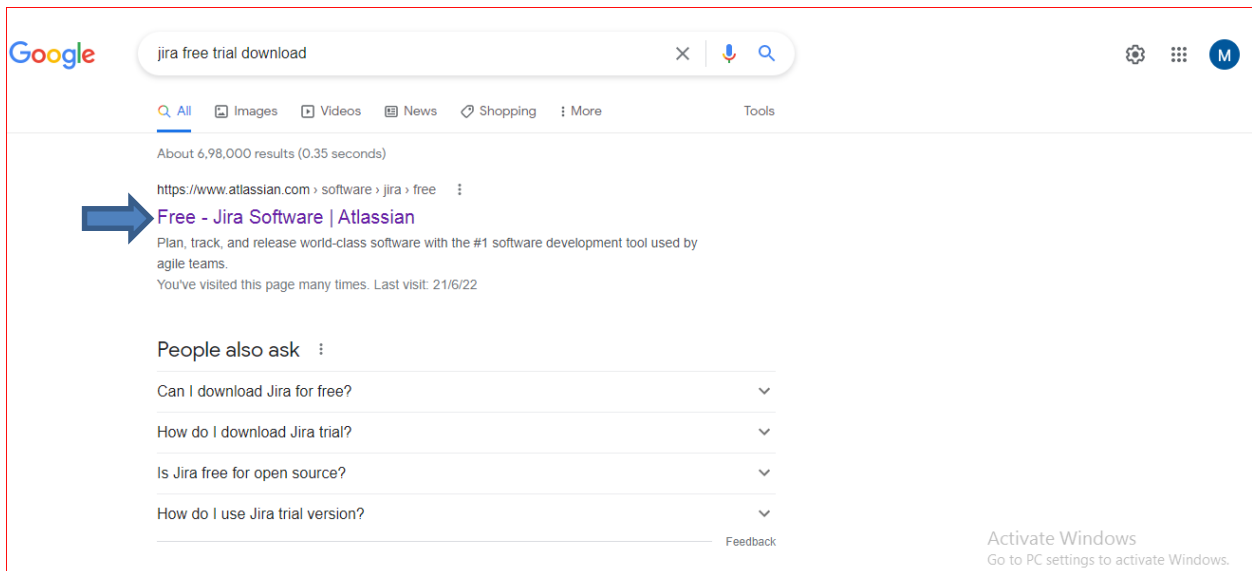 Google
jira free trial download
M
All Images Videos News Shopping More Tools
About 6,98,000 results (0.35 seconds)
https://www.atlassian.com › software › jira › free
Free - Jira Software | Atlassian
Plan, track, and release world-class software with the #1 software development tool used by
agile teams.
You've visited this page many times. Last visit: 21/6/22
People also ask
Can I download Jira for free?
How do I download Jira trial?
Is Jira free for open source?
How do I use Jira trial version?
Feedback
Activate Windows
Go to PC settings to activate Windows.